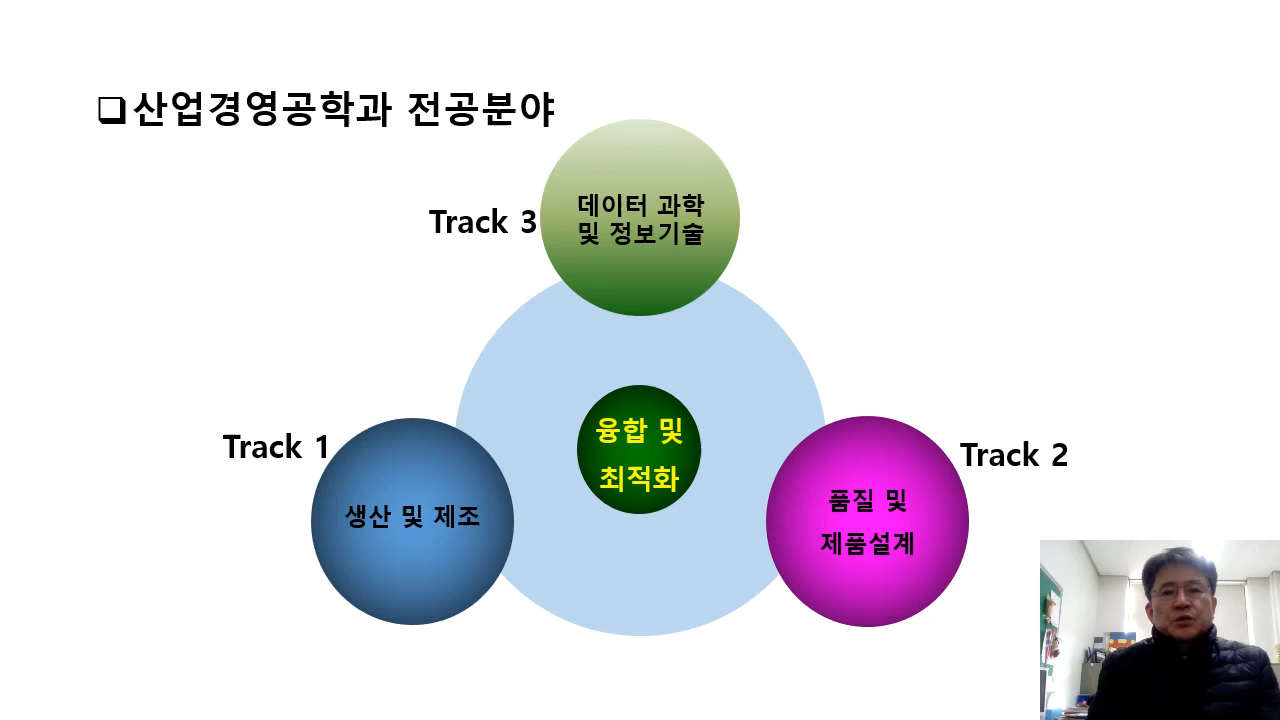 ❑산업경영공학과 전공분야
Track 3
데이터 과학
및 정보기술
융합 및
최적화
Track 1
생산 및 제조
Track 2
품질 및
제품설계